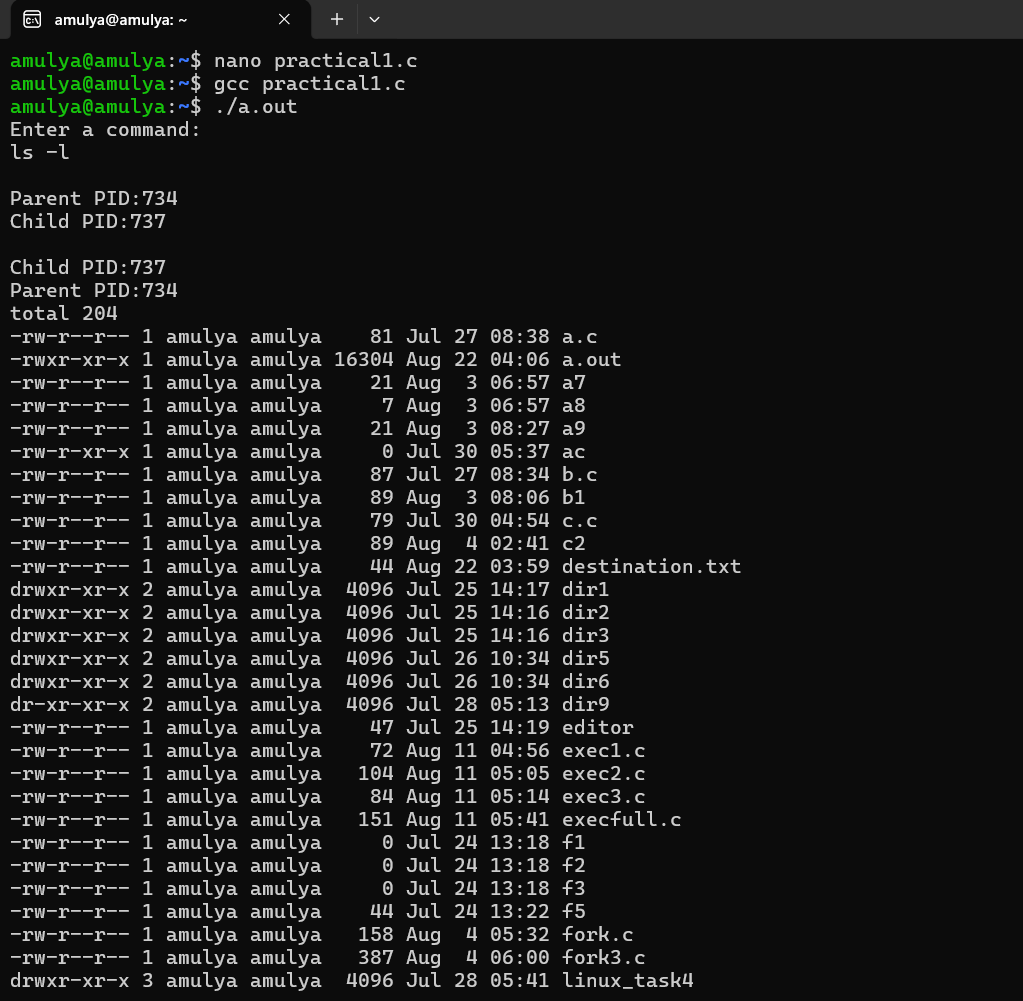 amulya@amulya: ~
amulya@amulya:~$ nano practical1.c
amulya@amulya:~$ gcc practical1.c
amulya@amulya:~$ ./a.out
Enter a command:
ls -l
Parent PID:734
Child PID:737
Child PID:737
Parent PID:734
total 204
-rw-r--r-- 1 amulya amulya    81 Jul 27 08:38 a.c
-rwxr-xr-x 1 amulya amulya 16304 Aug 22 04:06 a.out
-rw-r--r-- 1 amulya amulya    21 Aug  3 06:57 a7
-rw-r--r-- 1 amulya amulya     7 Aug  3 06:57 a8
-rw-r--r-- 1 amulya amulya    21 Aug  3 08:27 a9
-rw-r-xr-x 1 amulya amulya     0 Jul 30 05:37 ac
-rw-r--r-- 1 amulya amulya    87 Jul 27 08:34 b.c
-rw-r--r-- 1 amulya amulya    89 Aug  3 08:06 b1
-rw-r--r-- 1 amulya amulya    79 Jul 30 04:54 c.c
-rw-r--r-- 1 amulya amulya    89 Aug  4 02:41 c2
-rw-r--r-- 1 amulya amulya    44 Aug 22 03:59 destination.txt
drwxr-xr-x 2 amulya amulya  4096 Jul 25 14:17 dir1
drwxr-xr-x 2 amulya amulya  4096 Jul 25 14:16 dir2
drwxr-xr-x 2 amulya amulya  4096 Jul 25 14:16 dir3
drwxr-xr-x 2 amulya amulya  4096 Jul 26 10:34 dir5
drwxr-xr-x 2 amulya amulya  4096 Jul 26 10:34 dir6
dr-xr-xr-x 2 amulya amulya  4096 Jul 28 05:13 dir9
-rw-r--r-- 1 amulya amulya    47 Jul 25 14:19 editor
-rw-r--r-- 1 amulya amulya    72 Aug 11 04:56 exec1.c
-rw-r--r-- 1 amulya amulya   104 Aug 11 05:05 exec2.c
-rw-r--r-- 1 amulya amulya    84 Aug 11 05:14 exec3.c
-rw-r--r-- 1 amulya amulya   151 Aug 11 05:41 execfull.c
-rw-r--r-- 1 amulya amulya     0 Jul 24 13:18 f1
-rw-r--r-- 1 amulya amulya     0 Jul 24 13:18 f2
-rw-r--r-- 1 amulya amulya     0 Jul 24 13:18 f3
-rw-r--r-- 1 amulya amulya    44 Jul 24 13:22 f5
-rw-r--r-- 1 amulya amulya   158 Aug  4 05:32 fork.c
-rw-r--r-- 1 amulya amulya   387 Aug  4 06:00 fork3.c
drwxr-xr-x 3 amulya amulya  4096 Jul 28 05:41 linux_task4